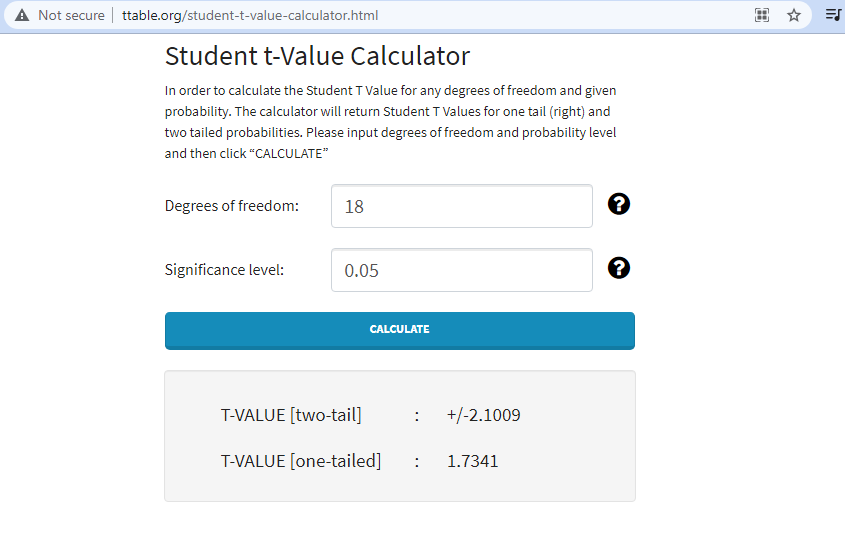 Not secure ttable.org/student-t-value-calculator.html
Student t-Value Calculator
In order to calculate the Student T Value for any degrees of freedom and given
probability. The calculator will return Student T Values for one tail (right) and
two tailed probabilities. Please input degrees of freedom and probability level
and then click “CALCULATE”
Degrees of freedom: 18 ?
Significance level: 0.05 ?
CALCULATE
T-VALUE [two-tail] : +/-2.1009
T-VALUE [one-tailed] : 1.7341